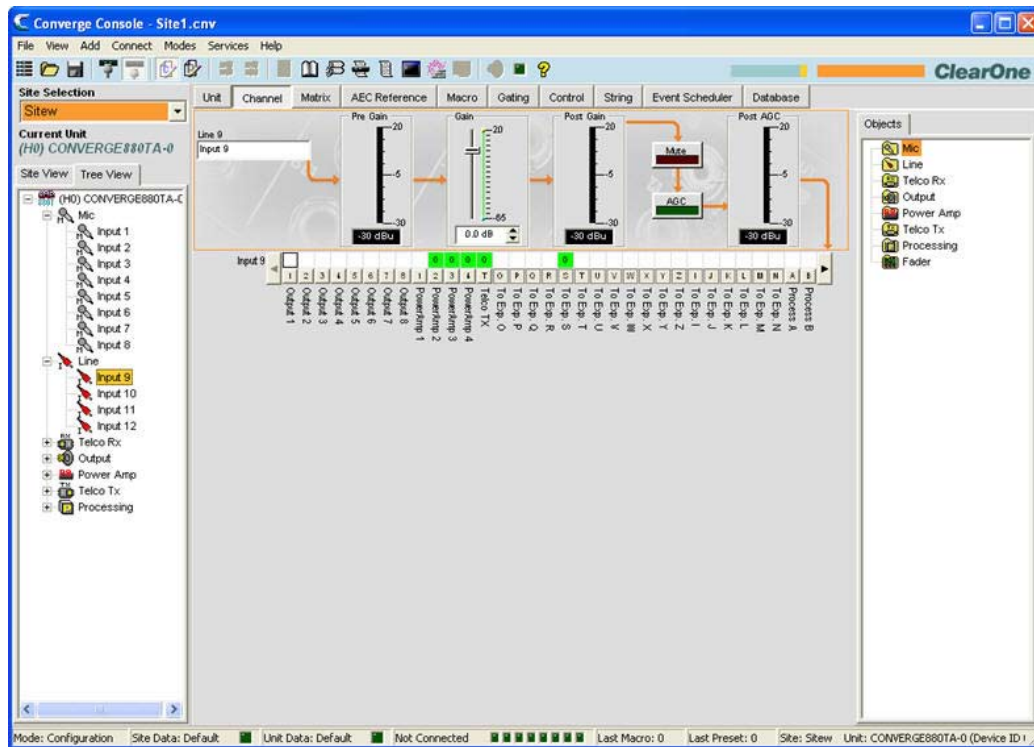 Converge Console - Site1.cnv
File View Add Connect Modes Services Help
ClearOne
Site Selection
Sitew
Current Unit
(H0) CONVERGE880TA-0
Site View Tree View
(H0) CONVERGE880TA-0
Mic
Input 1
Input 2
Input 3
Input 4
Input 5
Input 6
Input 7
Input 8
Line
Input 9
Input 10
Input 11
Input 12
Telco Rx
Output
Power Amp
Telco Tx
Processing
Unit Channel Matrix AEC Reference Macro Gating Control String Event Scheduler Database
Line 9
Input 9
Pre Gain
20
-5
-30
-30 dBu
Gain
20
-65
0.0 dB
Post Gain
20
-5
-30
-30 dBu
Mute
AGC
Post AGC
20
-5
-30
-30 dBu
Input 9
0 0 0 0 0
1 2 3 4 5 6 7 8 1 2 3 4 T O P Q R S T U V W X Y Z I J K L M N A B
Output 1
Output 2
Output 3
Output 4
Output 5
Output 6
Output 7
Output 8
PowerAmp 1
PowerAmp 2
PowerAmp 3
PowerAmp 4
Telco TX
To Exp. O
To Exp. P
To Exp. Q
To Exp. R
To Exp. S
To Exp. T
To Exp. U
To Exp. V
To Exp. W
To Exp. X
To Exp. Y
To Exp. Z
To Exp. I
To Exp. J
To Exp. K
To Exp. L
To Exp. M
To Exp. N
Process A
Process B
Objects
Mic
Line
Telco Rx
Output
Power Amp
Telco Tx
Processing
Fader
Mode: Configuration Site Data: Default Unit Data: Default Not Connected Last Macro: 0 Last Preset: 0 Site: Sitew Unit: CONVERGE880TA-0 (Device ID